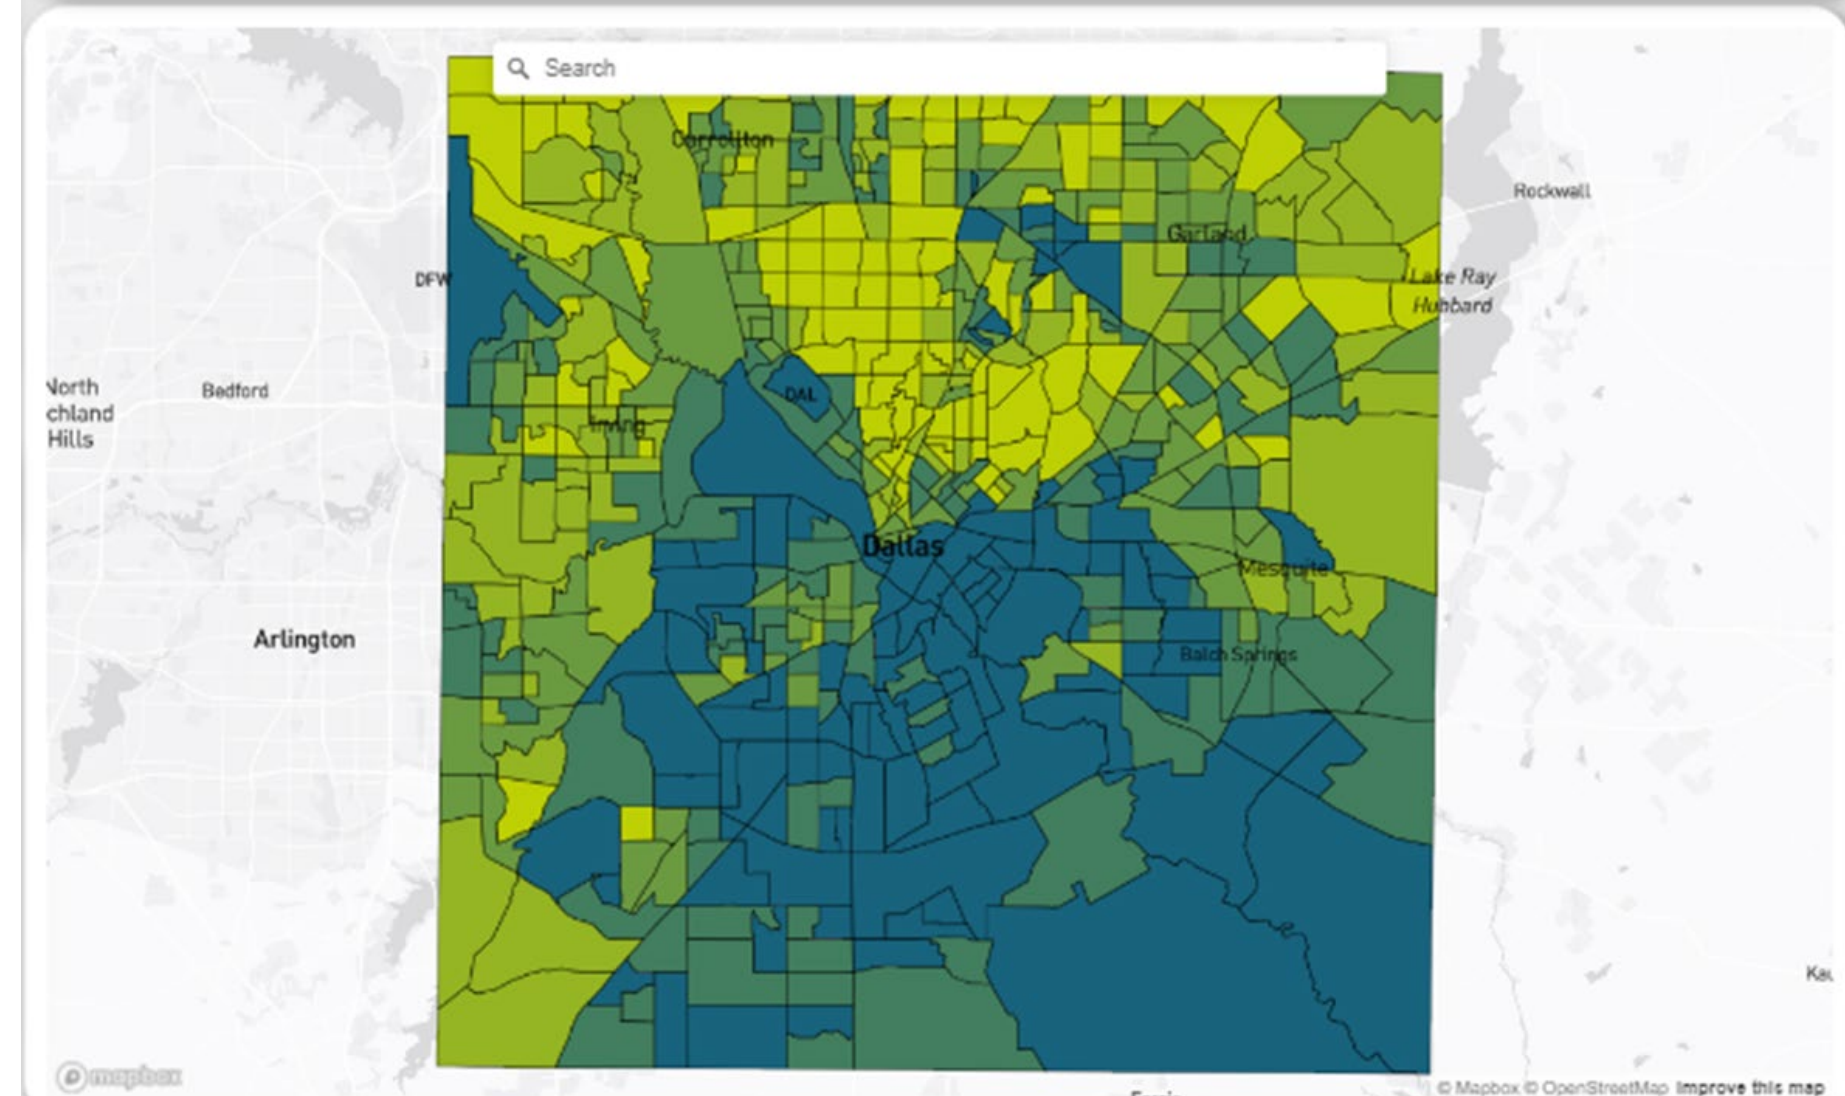 Search
Carrollton
Rockwall
Garland
DFW
Lake Ray
Hubbard
North
chland
Hills
Bedford
DAL
Irving
Dallas
Mesquite
Arlington
Balch Springs
Kau
mapbox
© Mapbox © OpenStreetMap Improve this map